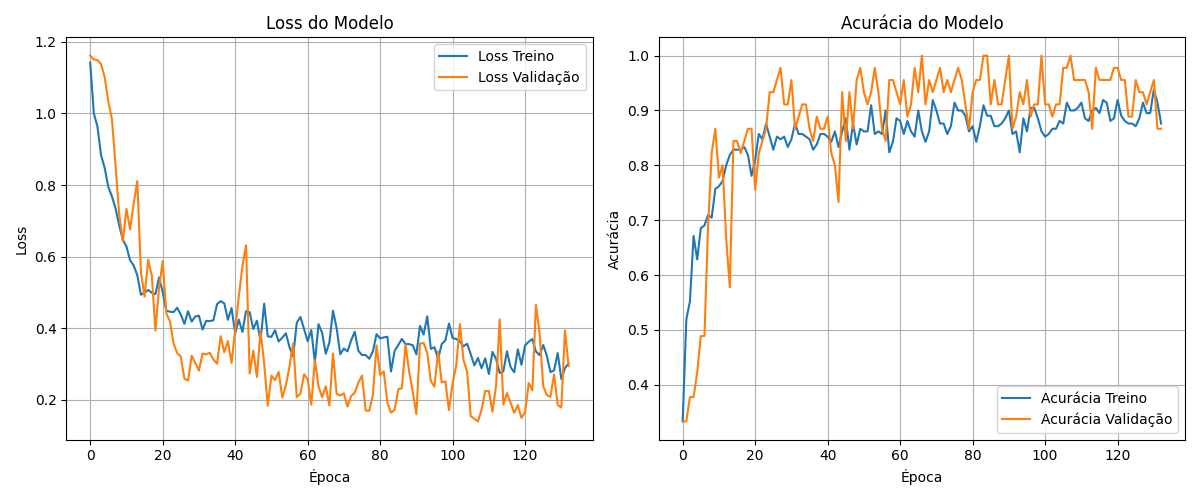 Loss do Modelo
1.2
1.0
0.8
0.6
0.4
0.2
Loss
0 20 40 60 80 100 120
Época
Loss Treino
Loss Validação
Acurácia do Modelo
1.0
0.9
0.8
0.7
0.6
0.5
0.4
Acurácia
0 20 40 60 80 100 120
Época
Acurácia Treino
Acurácia Validação